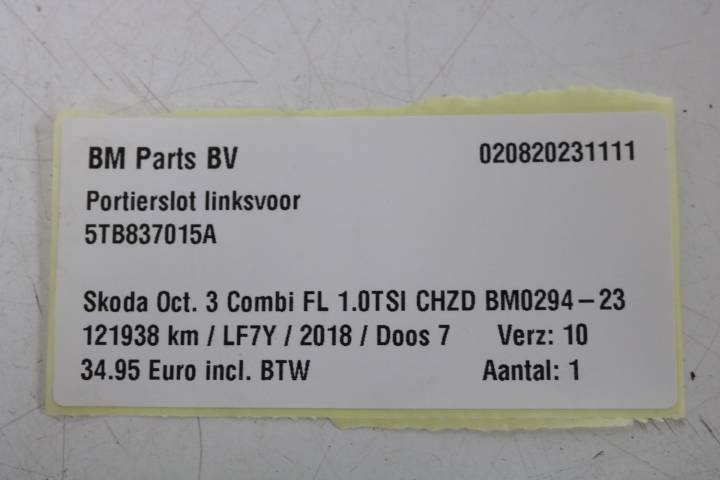 BM Parts BV 020820231111
Portierslot linksvoor
5TB837015A
Skoda Oct. 3 Combi FL 1.0TSI CHZD BM0294-23
121938 km / LF7Y / 2018 / Doos 7 Verz: 10
34.95 Euro incl. BTW Aantal: 1